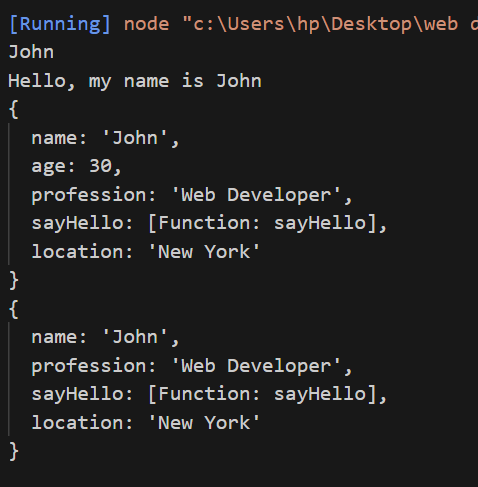 [Running] node "c:\Users\hp\Desktop\web
John
Hello, my name is John
{
  name: 'John',
  age: 30,
  profession: 'Web Developer',
  sayHello: [Function: sayHello],
  location: 'New York'
}
{
  name: 'John',
  profession: 'Web Developer',
  sayHello: [Function: sayHello],
  location: 'New York'
}